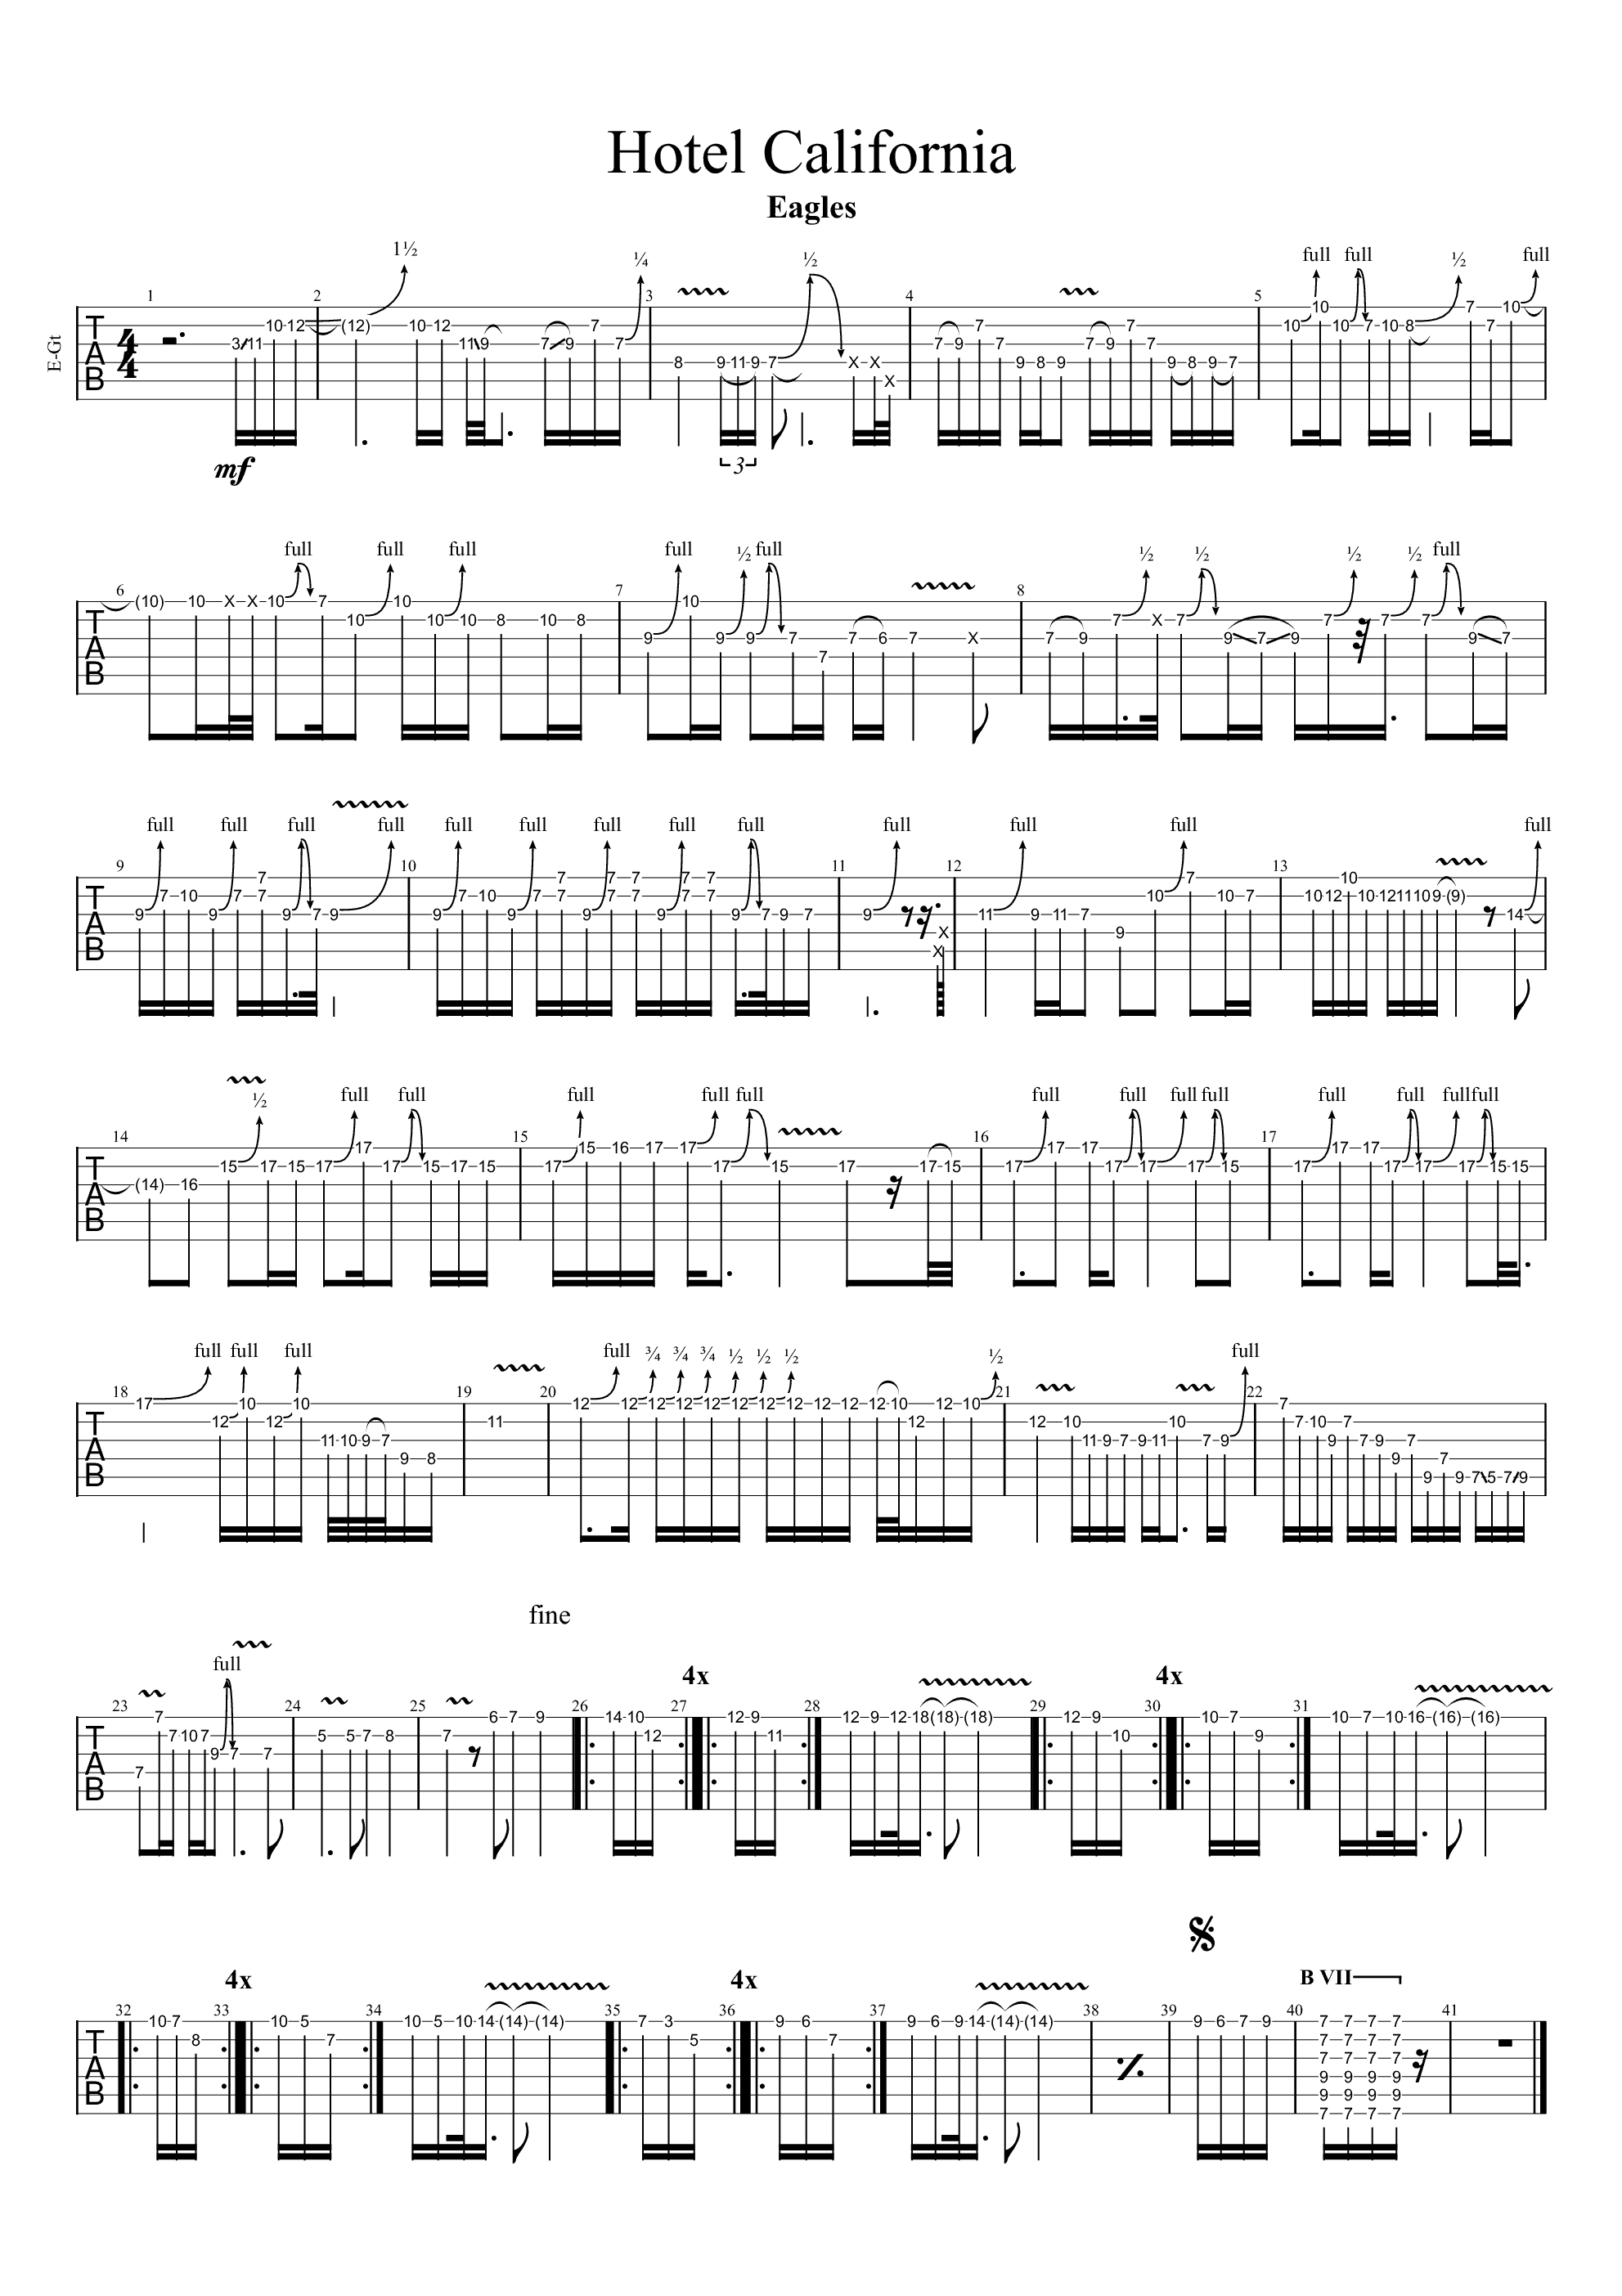 Hotel California
Eagles
1½ ¼ ½ full full ½ full
1 2 3 4 5
E-Gt
T A B 4 4 3 11 10 12 (12) 10 12 11 9 7 9 7 7 8 9 11 9 7 X X X 7 9 7 7 9 8 9 7 9 7 7 9 8 9 7 10 10 10 7 10 8 7 7 10
mf 3
full full full full ½ full ½ ½ ½ ½ full
6 7 8
T A B (10) 10 X X 10 7 10 10 10 10 8 10 8 9 10 9 9 7 7 7 6 7 X 7 9 7 X 7 9 7 9 7 7 7 9 7
full full full full full full full full full full full full full
9 10 11 12 13
T A B 9 7 10 9 7 7 7 9 7 9 9 7 10 9 7 7 7 9 7 7 7 7 9 7 7 7 7 9 7 9 7 9 X X 11 9 11 7 9 10 7 10 7 10 12 10 10 12 11 10 9 (9) 14
½ full full full full full full full full full full full full full
14 15 16 17
T A B (14) 16 15 17 15 17 17 17 15 17 15 17 15 16 17 17 17 15 17 17 15 17 17 17 17 17 17 15 17 17 17 17 17 17 15 15
full full full full ¾ ¾ ¾ ½ ½ ½ ½ full
18 19 20 21 22
T A B 17 12 10 12 10 11 10 9 7 9 8 11 12 12 12 12 12 12 12 12 12 12 12 10 12 12 10 12 10 11 9 7 9 11 10 7 9 7 7 10 9 7 7 9 9 7 9 7 9 7 5 7 9
fine
full 4x 4x
23 24 25 26 27 28 29 30 31
T A B 7 7 7 10 7 9 7 7 5 5 7 8 7 6 7 9 14 10 12 12 9 11 12 9 12 18 (18) (18) 12 9 10 10 7 9 10 7 10 16 (16) (16)
4x 4x B VII
32 33 34 35 36 37 38 39 40 41
T A B 10 7 8 10 5 7 10 5 10 14 (14) (14) 7 3 5 9 6 7 9 6 9 14 (14) (14) 9 6 7 9 7 7 7 7
7 7 7 7
7 7 7 7
9 9 9 9
9 9 9 9
7 7 7 7